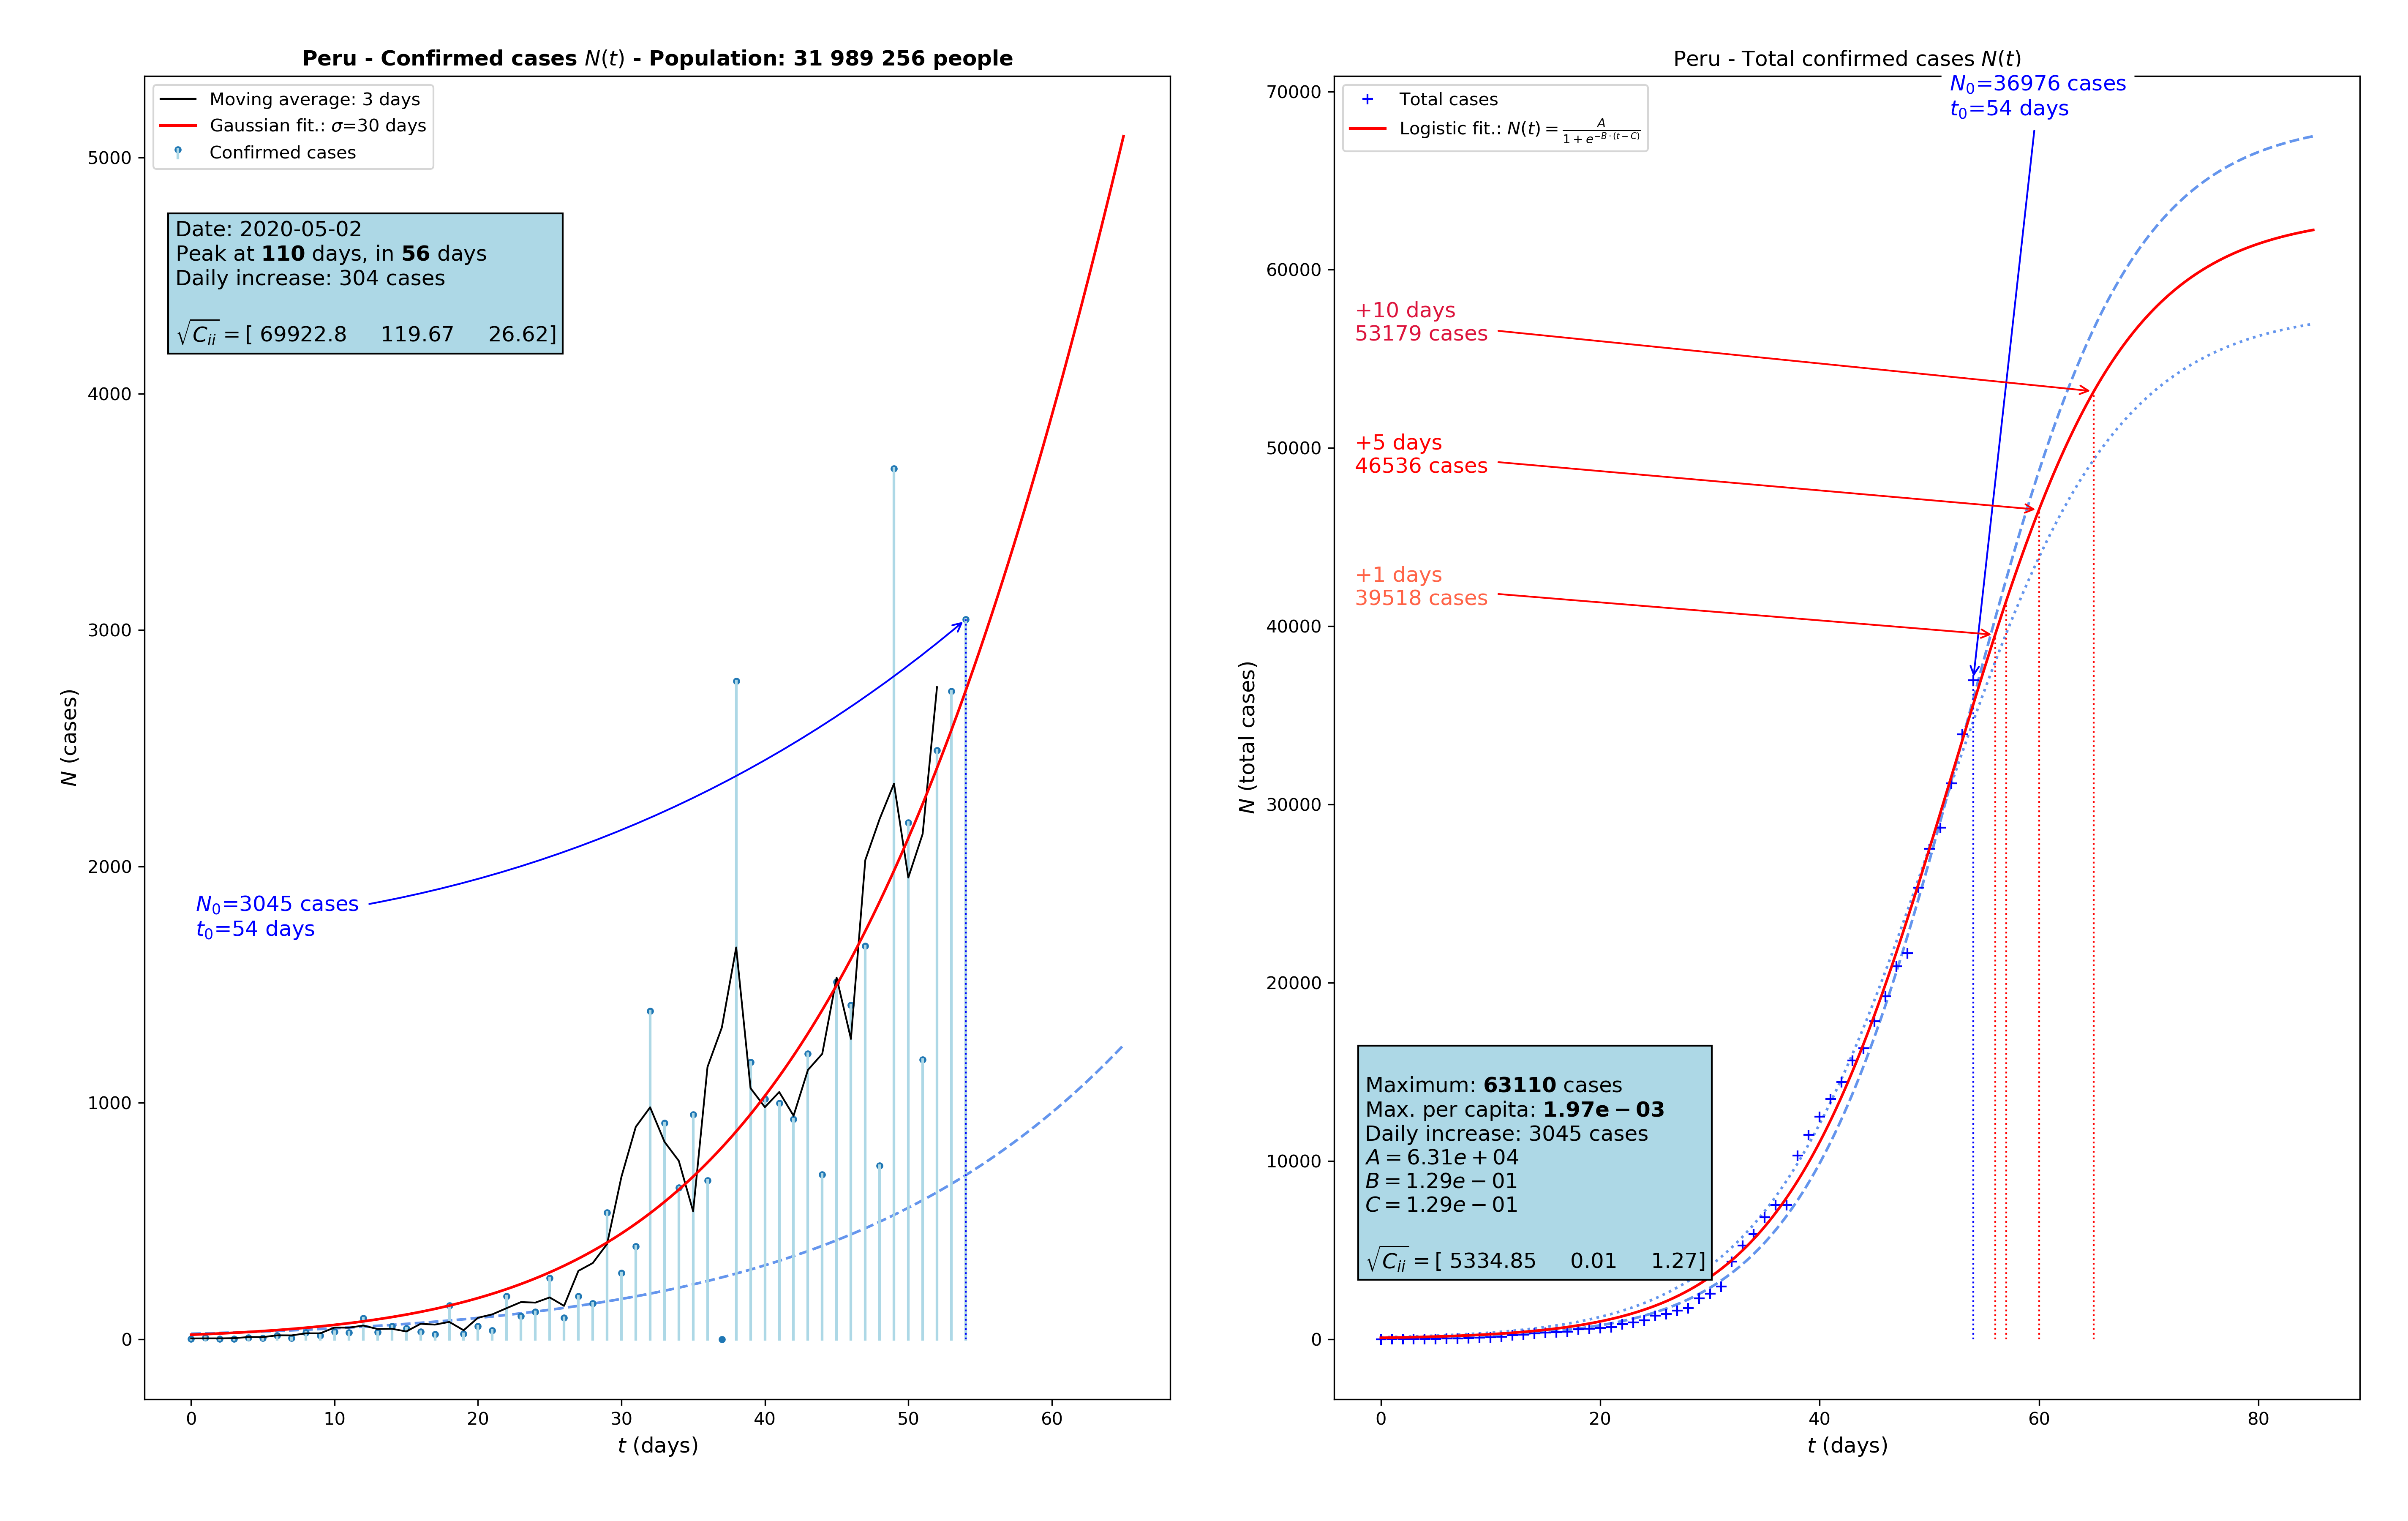 Peru - Confirmed cases N(t) - Population: 31 989 256 people
Moving average: 3 days
Gaussian fit.: σ=30 days
Confirmed cases
Date: 2020-05-02
Peak at 110 days, in 56 days
Daily increase: 304 cases
√C_ii = [ 69922.8 119.67 26.62]
N_0=3045 cases
t_0=54 days
5000
4000
3000
2000
1000
0
N (cases)
0 10 20 30 40 50 60
t (days)
Peru - Total confirmed cases N(t)
N_0=36976 cases
t_0=54 days
Total cases
Logistic fit.: N(t) = A / (1 + e^{-B·(t-C)})
+10 days
53179 cases
+5 days
46536 cases
+1 days
39518 cases
Maximum: 63110 cases
Max. per capita: 1.97e − 03
Daily increase: 3045 cases
A = 6.31e + 04
B = 1.29e − 01
C = 1.29e − 01
√C_ii = [ 5334.85 0.01 1.27]
70000
60000
50000
40000
30000
20000
10000
0
N (total cases)
0 20 40 60 80
t (days)